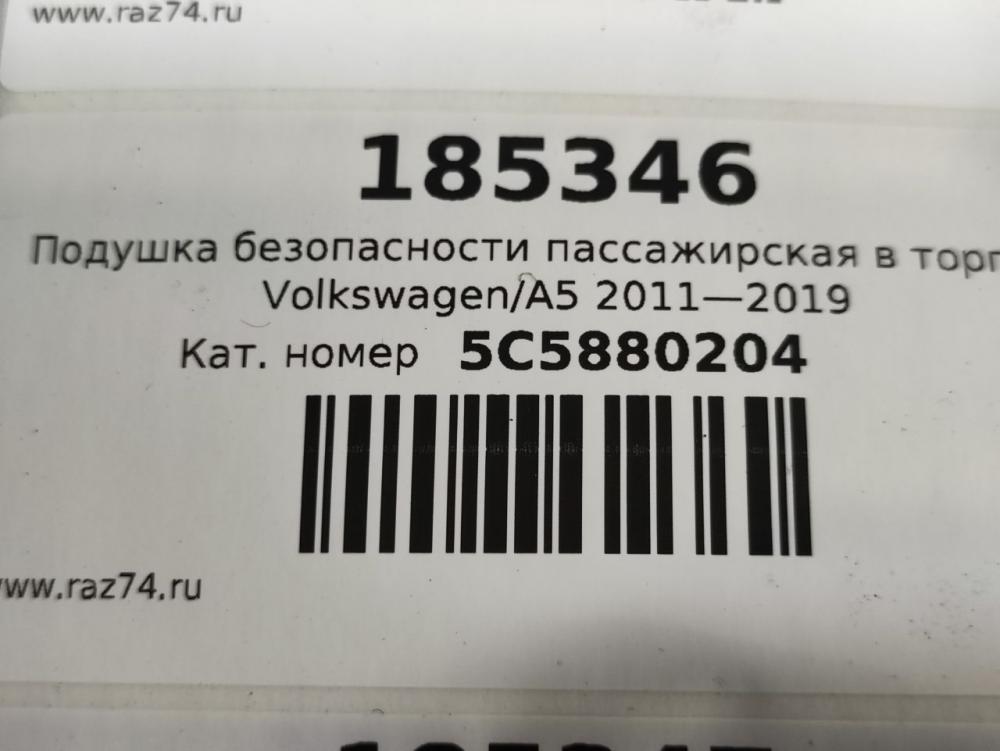 www.raz74.ru
185346
Подушка безопасности пассажирская в торп
Volkswagen/A5 2011—2019
Кат. номер 5C5880204
www.raz74.ru